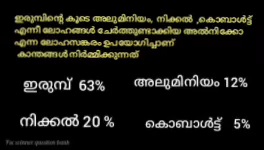 ഇരുമ്പിന്റെ കൂടെ അലൂമിനിയം, നിക്കൽ ,കൊബാൾട്ട്
എന്നീ ലോഹങ്ങൾ ചേർത്തുണ്ടാക്കിയ അൽനിക്കോ
എന്ന ലോഹസങ്കരം ഉപയോഗിച്ചാണ്
കാന്തങ്ങൾ നിർമ്മിക്കുന്നത്
ഇരുമ്പ് 63% അലുമിനിയം 12%
നിക്കൽ 20 % കൊബാൾട്ട് 5%